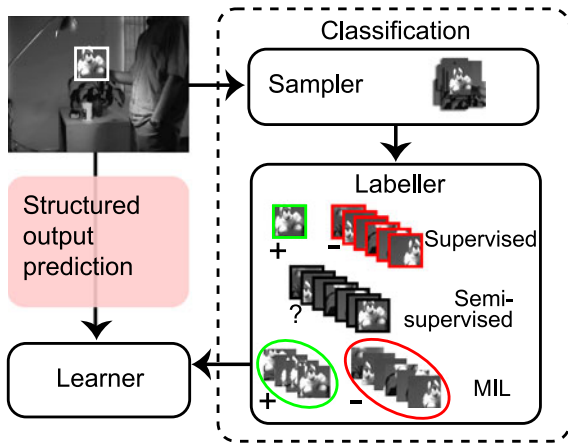 Classification
Sampler
Labeller
+
-
Supervised
?
Semi-
supervised
+
-
MIL
Structured
output
prediction
Learner